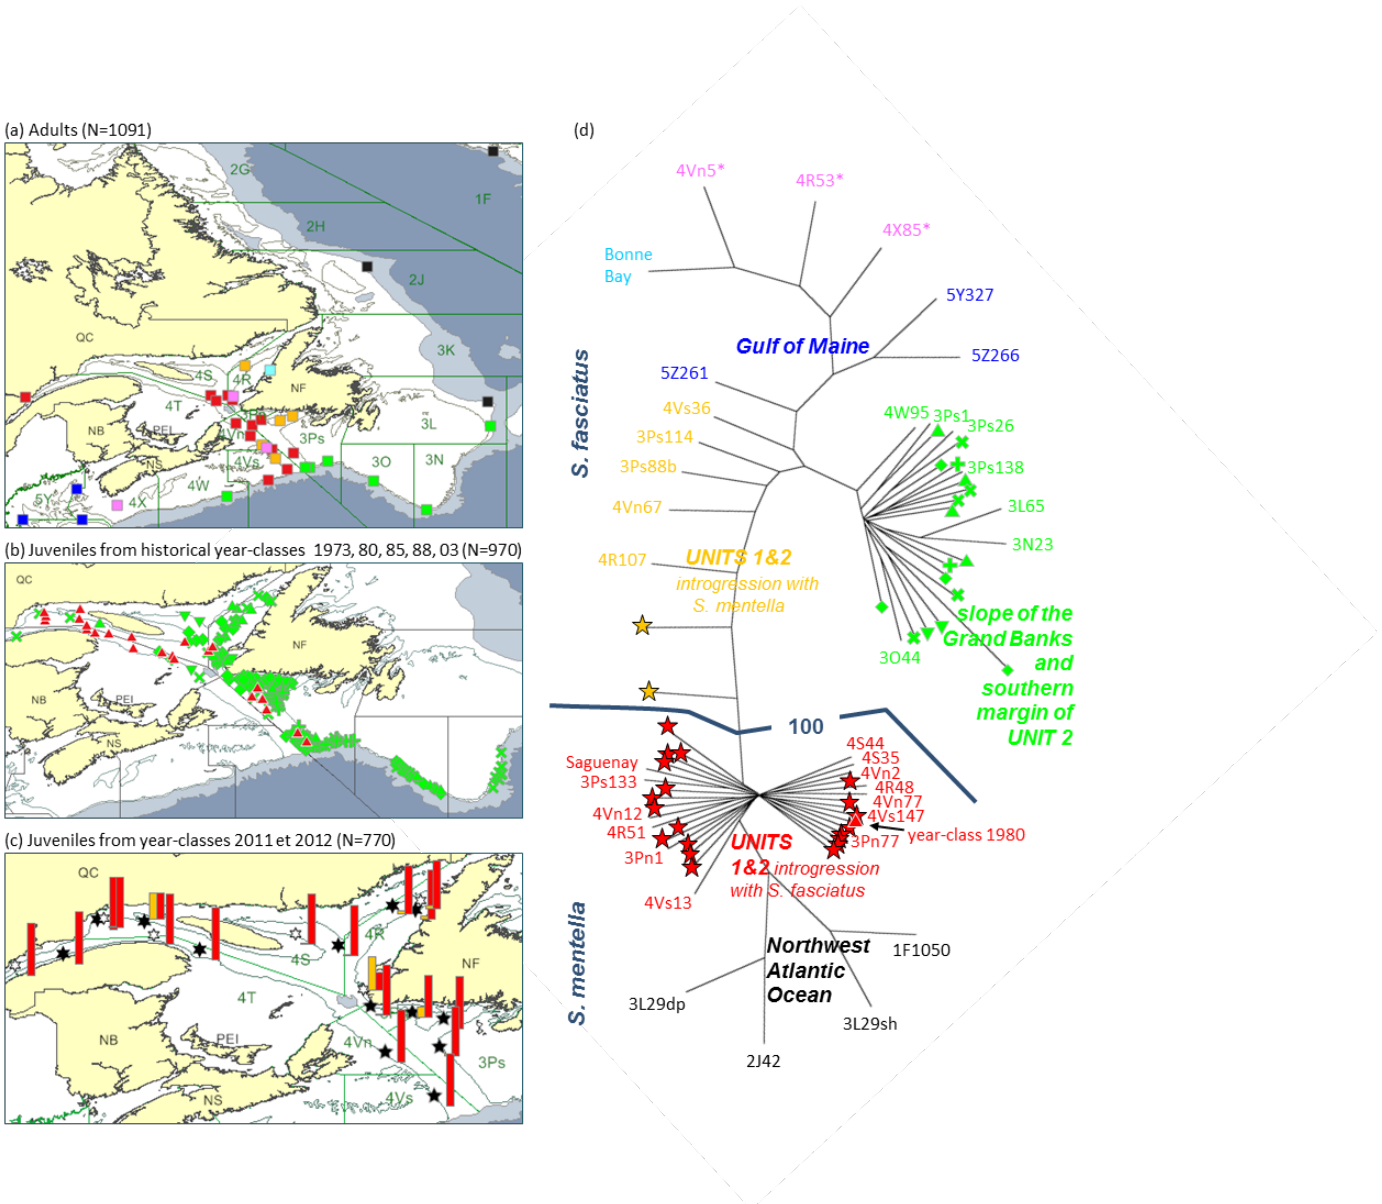 (a) Adults (N=1091)
2G
1F
2H
2J
3K
QC
4S
4R
NF
4T
PEI
NB
4Vn
3Ps
3L
NS
4Vs
3O
3N
4W
5Y
4X
(b) Juveniles from historical year-classes 1973, 80, 85, 88, 03 (N=970)
QC
NF
NB
PEI
NS
(c) Juveniles from year-classes 2011 et 2012 (N=770)
QC
4R
4S
NF
4T
NB
PEI
4Vn
3Ps
NS
4Vs
(d)
4Vn5*
4R53*
4X85*
Bonne
Bay
5Y327
Gulf of Maine
5Z266
5Z261
S. fasciatus
4Vs36
4W95
3Ps1
3Ps26
3Ps114
3Ps88b
3Ps138
4Vn67
3L65
3N23
4R107
UNITS 1&2
introgression with
S. mentella
slope of the
Grand Banks
and
southern
margin of
UNIT 2
3O44
100
4S44
4S35
4Vn2
4R48
4Vn77
4Vs147
year-class 1980
3Pn77
Saguenay
3Ps133
4Vn12
4R51
3Pn1
4Vs13
UNITS
1&2 introgression
with S. fasciatus
S. mentella
Northwest
Atlantic
Ocean
1F1050
3L29dp
3L29sh
2J42